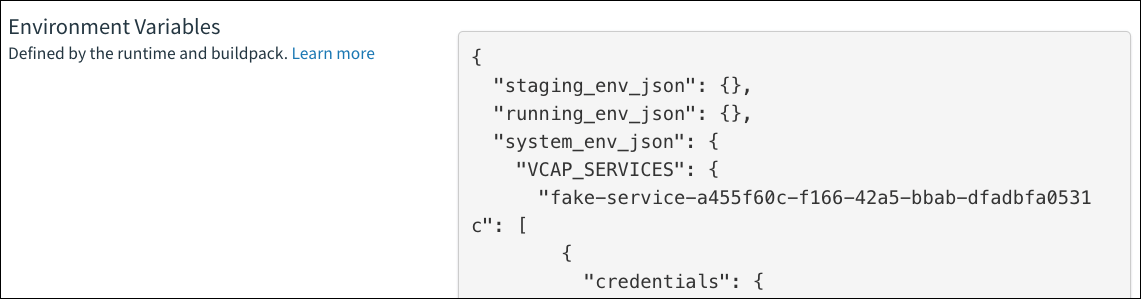 Environment Variables
Defined by the runtime and buildpack. Learn more
{
"staging_env_json": {},
"running_env_json": {},
"system_env_json": {
"VCAP_SERVICES": {
"fake-service-a455f60c-f166-42a5-bbab-dfadbfa0531
c": [
{
"credentials": {